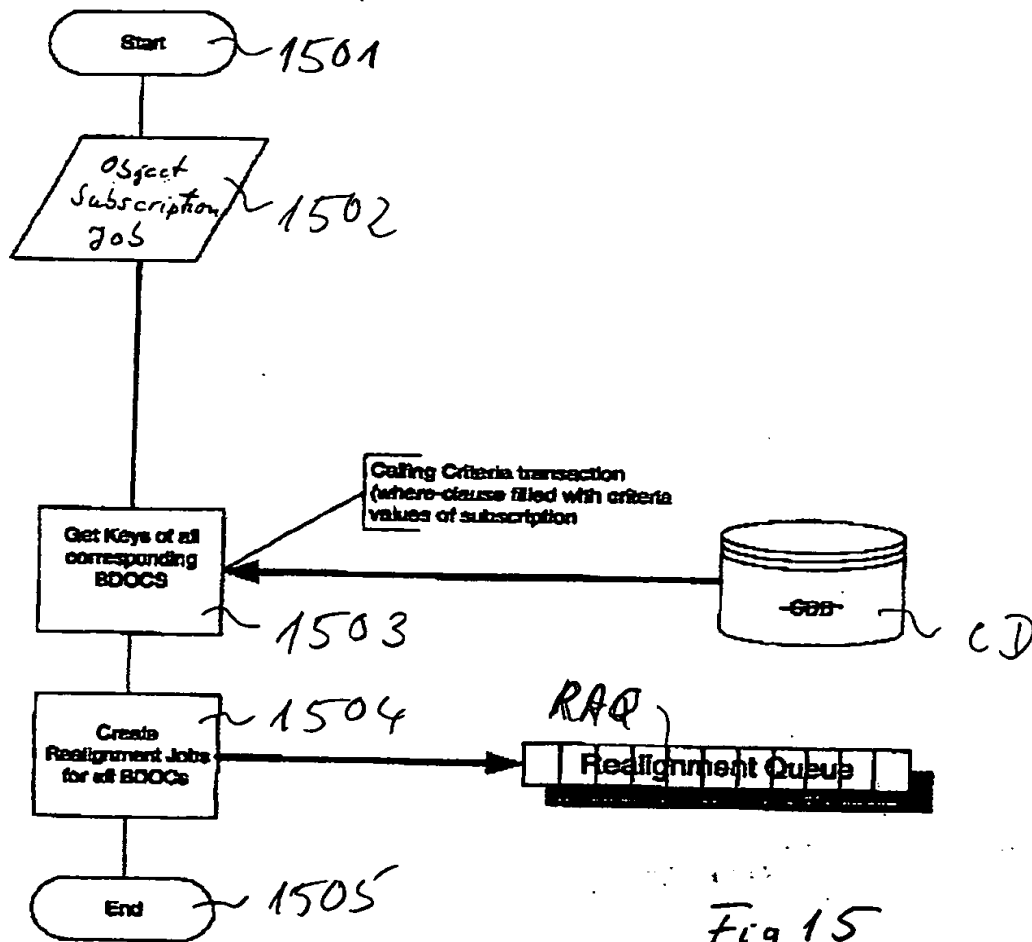 Start
1501
Object
Subscription
Job
1502
Calling Criteria transaction
(where-clause filled with criteria
values of subscription
Get Keys of all
corresponding
BDOCS
1503
CDB
CD
Create
Realignment Jobs
for all BDOCs
1504
RAQ
Realignment Queue
End
1505
Fig 15